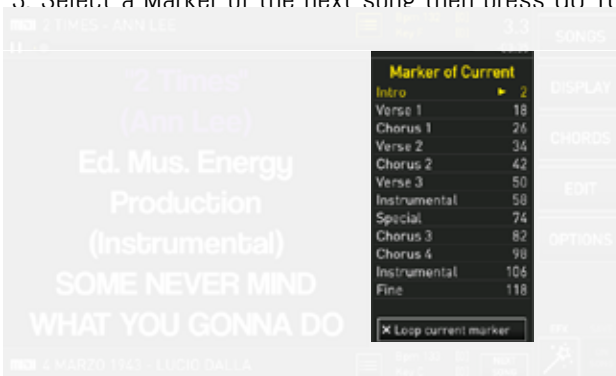 3. Select a Marker of the next song then press GO TO
2 TIMES - ANN LEE
3.3
SONGS
2 Times
(Ann Lee)
Ed. Mus. Energy
Production
(Instrumental)
SOME NEVER MIND
WHAT YOU GONNA DO
Marker of Current
Intro ► 2
Verse 1 18
Chorus 1 26
Verse 2 34
Chorus 2 42
Verse 3 50
Instrumental 58
Special 74
Chorus 3 82
Chorus 4 98
Instrumental 106
Fine 118
× Loop current marker
DISPLAY
CHORDS
EDIT
OPTIONS
4 MARZO 1943 - LUCIO DALLA